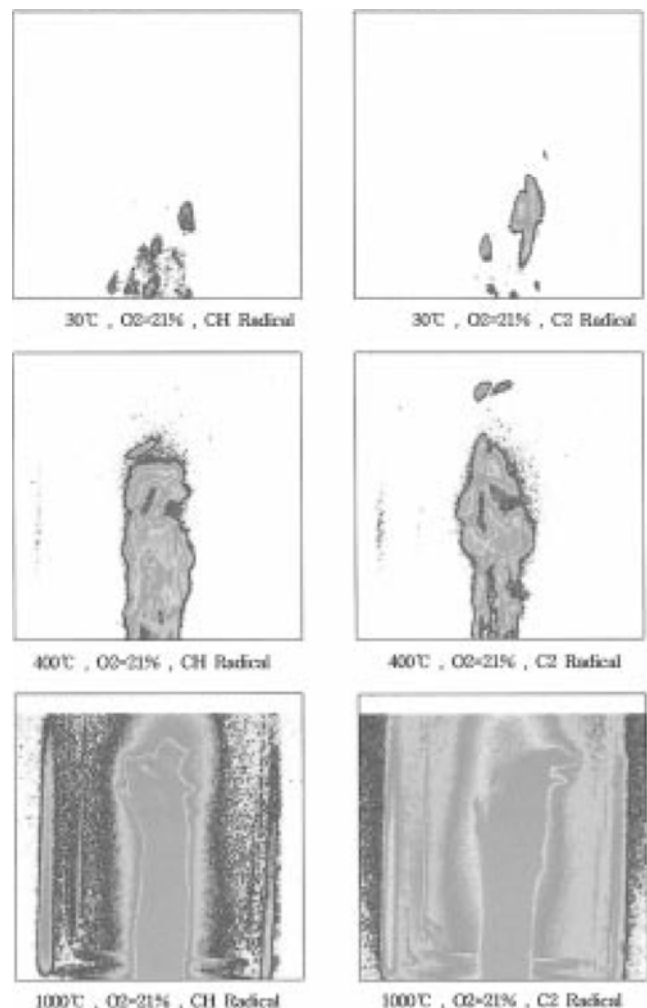 30℃ , O2=21% , CH Radical
30℃ , O2=21% , C2 Radical
400℃ , O2=21% , CH Radical
400℃ , O2=21% , C2 Radical
1000℃ , O2=21% , CH Radical
1000℃ , O2=21% , C2 Radical